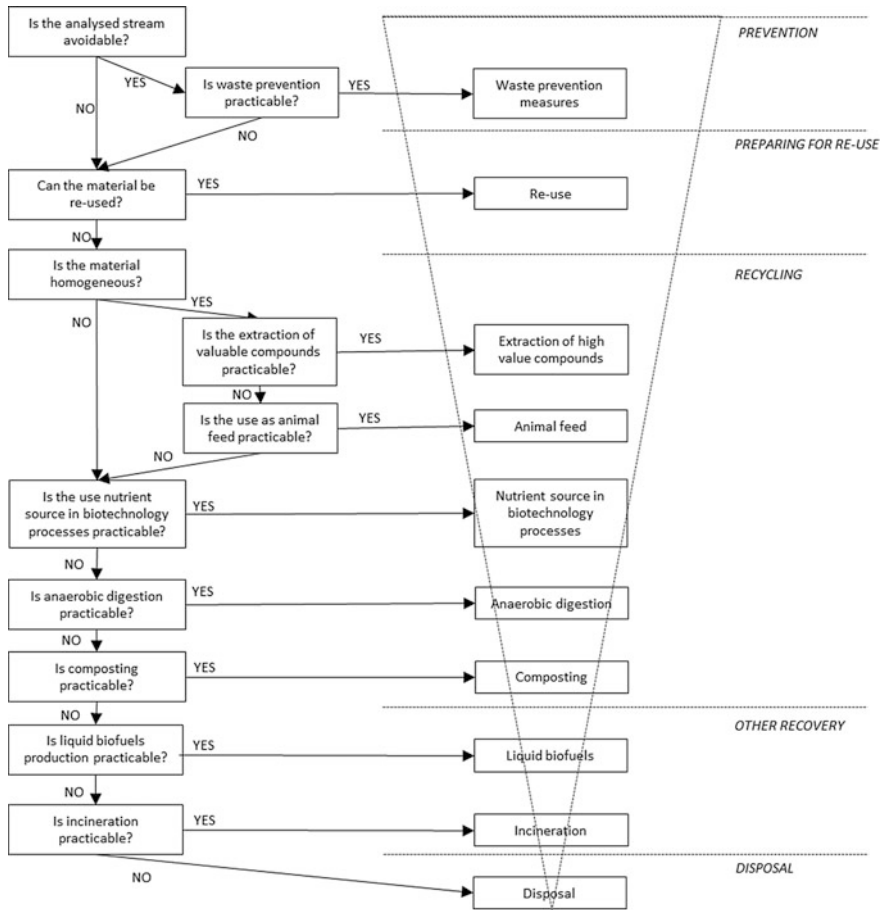 Is the analysed stream
avoidable?
PREVENTION
YES
Is waste prevention
practicable?
YES
Waste prevention
measures
NO
NO
PREPARING FOR RE-USE
Can the material be
re-used?
YES
Re-use
NO
Is the material
homogeneous?
RECYCLING
YES
NO
Is the extraction of
valuable compounds
practicable?
YES
Extraction of high
value compounds
NO
Is the use as animal
feed practicable?
YES
Animal feed
NO
Is the use nutrient
source in biotechnology
processes practicable?
YES
Nutrient source in
biotechnology
processes
NO
Is anaerobic digestion
practicable?
YES
Anaerobic digestion
NO
Is composting
practicable?
YES
Composting
NO
OTHER RECOVERY
Is liquid biofuels
production practicable?
YES
Liquid biofuels
NO
Is incineration
practicable?
YES
Incineration
NO
DISPOSAL
Disposal